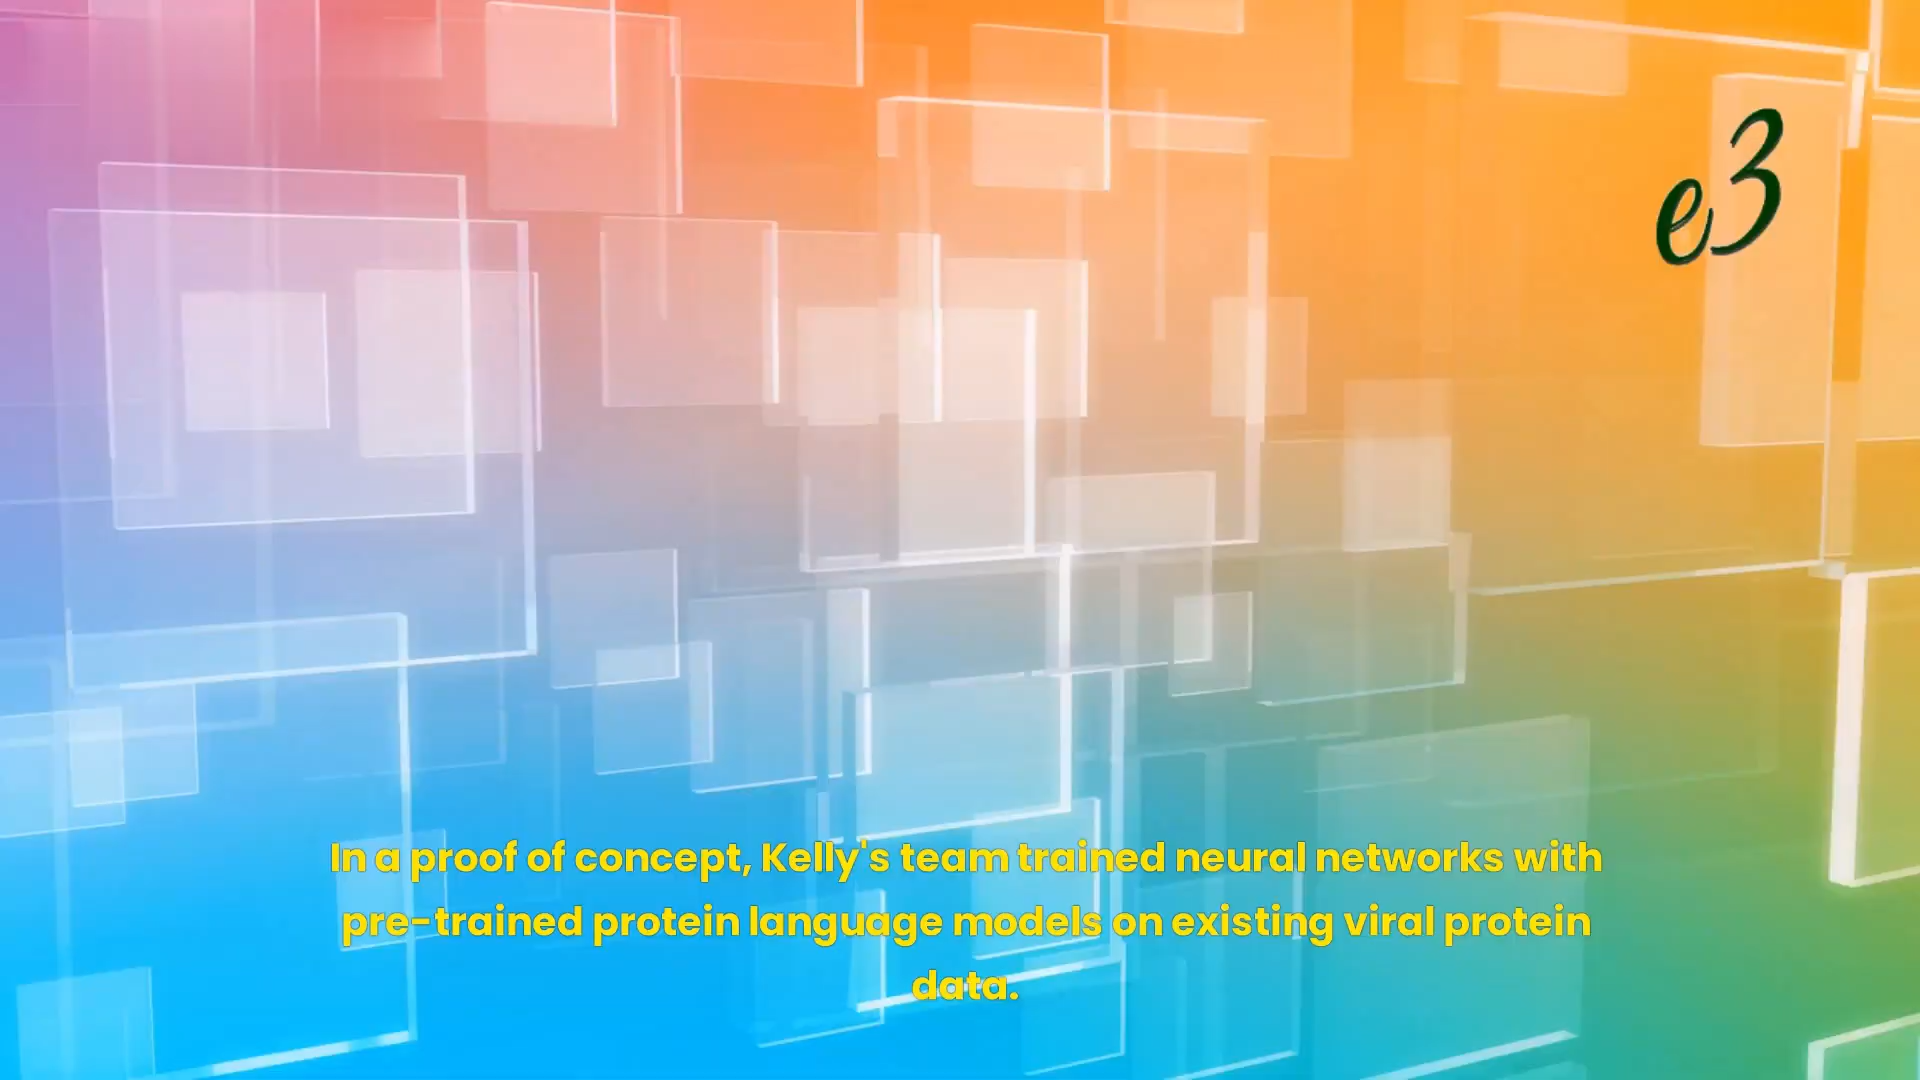 e3
In a proof of concept, Kelly's team trained neural networks with
pre-trained protein language models on existing viral protein
data.